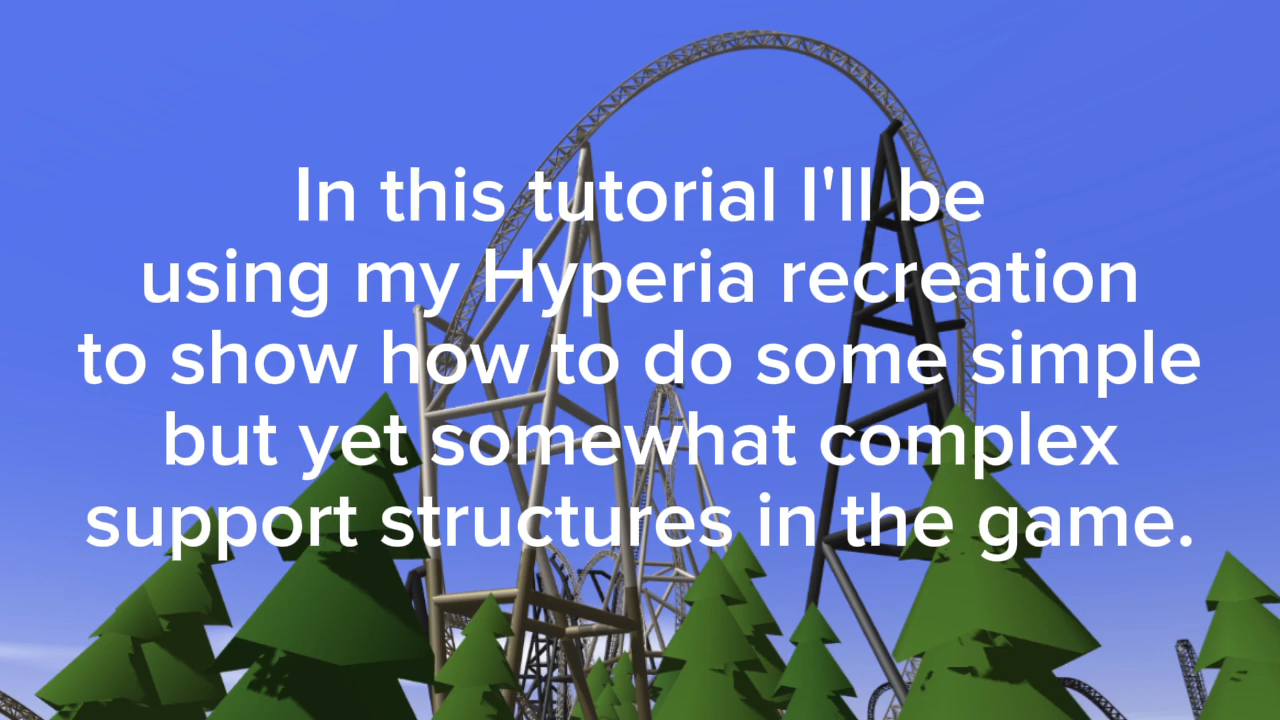 In this tutorial I'll be
using my Hyperia recreation
to show how to do some simple
but yet somewhat complex
support structures in the game.